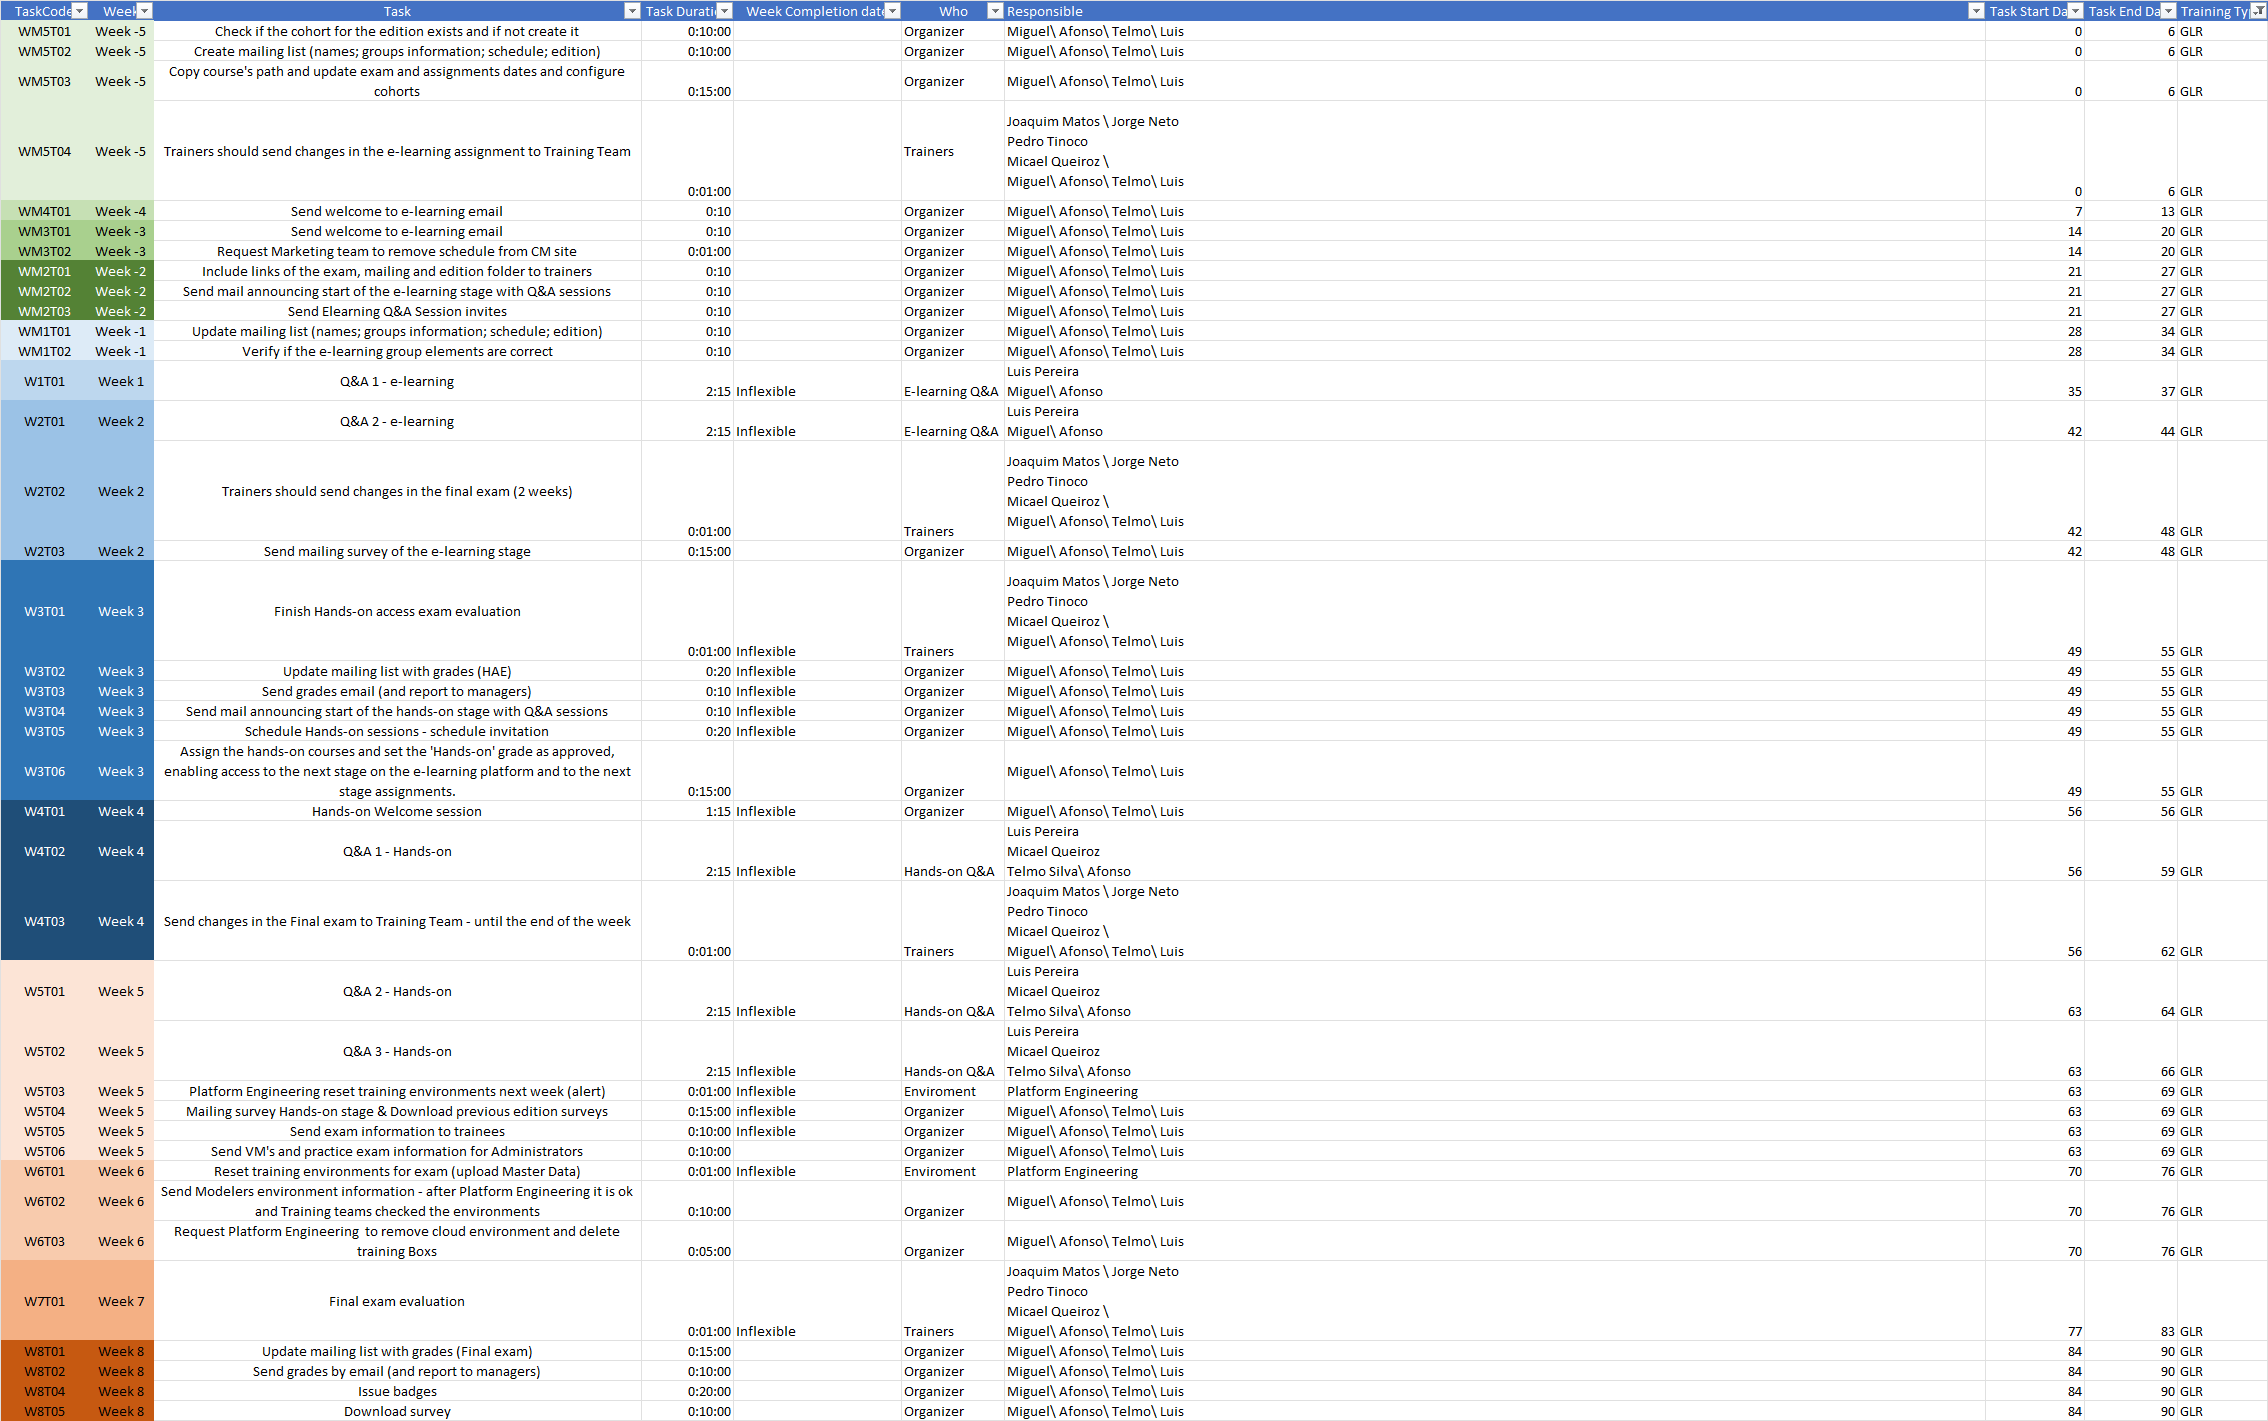 TaskCode Week Task Task Durati Week Completion date Who Responsible Task Start Da Task End Da Training Ty
WM5T01 Week -5 Check if the cohort for the edition exists and if not create it 0:10:00 Organizer Miguel\ Afonso\ Telmo\ Luis 0 6 GLR
WM5T02 Week -5 Create mailing list (names; groups information; schedule; edition) 0:10:00 Organizer Miguel\ Afonso\ Telmo\ Luis 0 6 GLR
Copy course's path and update exam and assignments dates and configure
WM5T03 Week -5 cohorts 0:15:00 Organizer Miguel\ Afonso\ Telmo\ Luis 0 6 GLR
Joaquim Matos \ Jorge Neto
Pedro Tinoco
WM5T04 Week -5 Trainers should send changes in the e-learning assignment to Training Team Trainers
Micael Queiroz \
Miguel\ Afonso\ Telmo\ Luis
0:01:00 0 6 GLR
WM4T01 Week -4 Send welcome to e-learning email 0:10 Organizer Miguel\ Afonso\ Telmo\ Luis 7 13 GLR
WM3T01 Week -3 Send welcome to e-learning email 0:10 Organizer Miguel\ Afonso\ Telmo\ Luis 14 20 GLR
WM3T02 Week -3 Request Marketing team to remove schedule from CM site 0:01:00 Organizer Miguel\ Afonso\ Telmo\ Luis 14 20 GLR
WM2T01 Week -2 Include links of the exam, mailing and edition folder to trainers 0:10 Organizer Miguel\ Afonso\ Telmo\ Luis 21 27 GLR
WM2T02 Week -2 Send mail announcing start of the e-learning stage with Q&A sessions 0:10 Organizer Miguel\ Afonso\ Telmo\ Luis 21 27 GLR
WM2T03 Week -2 Send Elearning Q&A Session invites 0:10 Organizer Miguel\ Afonso\ Telmo\ Luis 21 27 GLR
WM1T01 Week -1 Update mailing list (names; groups information; schedule; edition) 0:10 Organizer Miguel\ Afonso\ Telmo\ Luis 28 34 GLR
WM1T02 Week -1 Verify if the e-learning group elements are correct 0:10 Organizer Miguel\ Afonso\ Telmo\ Luis 28 34 GLR
Luis Pereira
W1T01 Week 1 Q&A 1 - e-learning
2:15 Inflexible E-learning Q&A Miguel\ Afonso 35 37 GLR
Luis Pereira
W2T01 Week 2 Q&A 2 - e-learning
2:15 Inflexible E-learning Q&A Miguel\ Afonso 42 44 GLR
Joaquim Matos \ Jorge Neto
Pedro Tinoco
W2T02 Week 2 Trainers should send changes in the final exam (2 weeks)
Micael Queiroz \
Miguel\ Afonso\ Telmo\ Luis
0:01:00 Trainers 42 48 GLR
W2T03 Week 2 Send mailing survey of the e-learning stage 0:15:00 Organizer Miguel\ Afonso\ Telmo\ Luis 42 48 GLR
Joaquim Matos \ Jorge Neto
Pedro Tinoco
W3T01 Week 3 Finish Hands-on access exam evaluation
Micael Queiroz \
Miguel\ Afonso\ Telmo\ Luis
0:01:00 Inflexible Trainers 49 55 GLR
W3T02 Week 3 Update mailing list with grades (HAE) 0:20 Inflexible Organizer Miguel\ Afonso\ Telmo\ Luis 49 55 GLR
W3T03 Week 3 Send grades email (and report to managers) 0:10 Inflexible Organizer Miguel\ Afonso\ Telmo\ Luis 49 55 GLR
W3T04 Week 3 Send mail announcing start of the hands-on stage with Q&A sessions 0:10 Inflexible Organizer Miguel\ Afonso\ Telmo\ Luis 49 55 GLR
W3T05 Week 3 Schedule Hands-on sessions - schedule invitation 0:20 Inflexible Organizer Miguel\ Afonso\ Telmo\ Luis 49 55 GLR
Assign the hands-on courses and set the 'Hands-on' grade as approved,
W3T06 Week 3 enabling access to the next stage on the e-learning platform and to the next Miguel\ Afonso\ Telmo\ Luis
stage assignments. 0:15:00 Organizer 49 55 GLR
W4T01 Week 4 Hands-on Welcome session 1:15 Inflexible Organizer Miguel\ Afonso\ Telmo\ Luis 56 56 GLR
Luis Pereira
W4T02 Week 4 Q&A 1 - Hands-on Micael Queiroz
2:15 Inflexible Hands-on Q&A Telmo Silva\ Afonso 56 59 GLR
Joaquim Matos \ Jorge Neto
Pedro Tinoco
W4T03 Week 4 Send changes in the Final exam to Training Team - until the end of the week
Micael Queiroz \
0:01:00 Trainers Miguel\ Afonso\ Telmo\ Luis 56 62 GLR
Luis Pereira
W5T01 Week 5 Q&A 2 - Hands-on Micael Queiroz
2:15 Inflexible Hands-on Q&A Telmo Silva\ Afonso 63 64 GLR
Luis Pereira
W5T02 Week 5 Q&A 3 - Hands-on Micael Queiroz
2:15 Inflexible Hands-on Q&A Telmo Silva\ Afonso 63 66 GLR
W5T03 Week 5 Platform Engineering reset training environments next week (alert) 0:01:00 Inflexible Enviroment Platform Engineering 63 69 GLR
W5T04 Week 5 Mailing survey Hands-on stage & Download previous edition surveys 0:15:00 inflexible Organizer Miguel\ Afonso\ Telmo\ Luis 63 69 GLR
W5T05 Week 5 Send exam information to trainees 0:10:00 Inflexible Organizer Miguel\ Afonso\ Telmo\ Luis 63 69 GLR
W5T06 Week 5 Send VM's and practice exam information for Administrators 0:10:00 Organizer Miguel\ Afonso\ Telmo\ Luis 63 69 GLR
W6T01 Week 6 Reset training environments for exam (upload Master Data) 0:01:00 Inflexible Enviroment Platform Engineering 70 76 GLR
Send Modelers environment information - after Platform Engineering it is ok
W6T02 Week 6 and Training teams checked the environments 0:10:00 Organizer Miguel\ Afonso\ Telmo\ Luis 70 76 GLR
Request Platform Engineering to remove cloud environment and delete
W6T03 Week 6 training Boxs 0:05:00 Organizer Miguel\ Afonso\ Telmo\ Luis 70 76 GLR
Joaquim Matos \ Jorge Neto
Pedro Tinoco
W7T01 Week 7 Final exam evaluation
Micael Queiroz \
0:01:00 Inflexible Trainers Miguel\ Afonso\ Telmo\ Luis 77 83 GLR
W8T01 Week 8 Update mailing list with grades (Final exam) 0:15:00 Organizer Miguel\ Afonso\ Telmo\ Luis 84 90 GLR
W8T02 Week 8 Send grades by email (and report to managers) 0:10:00 Organizer Miguel\ Afonso\ Telmo\ Luis 84 90 GLR
W8T04 Week 8 Issue badges 0:20:00 Organizer Miguel\ Afonso\ Telmo\ Luis 84 90 GLR
W8T05 Week 8 Download survey 0:10:00 Organizer Miguel\ Afonso\ Telmo\ Luis 84 90 GLR